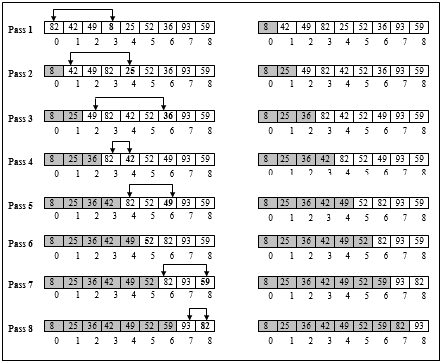 82 42 49 8 25 52 36 93 59 8 42 49 82 25 52 36 93 59
Pass 1
0 1 2 3 4 5 6 7 8 0 1 2 3 4 5 6 7 8
8 42 49 82 25 52 36 93 59 8 25 49 82 42 52 36 93 59
Pass 2
0 1 2 3 4 5 6 7 8 0 1 2 3 4 5 6 7 8
8 25 49 82 42 52 36 93 59 8 25 36 82 42 52 49 93 59
Pass 3
0 1 2 3 4 5 6 7 8 0 1 2 3 4 5 6 7 8
8 25 36 82 42 52 49 93 59 8 25 36 42 82 52 49 93 59
Pass 4
0 1 2 3 4 5 6 7 8 0 1 2 3 4 5 6 7 8
8 25 36 42 82 52 49 93 59 8 25 36 42 49 52 82 93 59
Pass 5
0 1 2 3 4 5 6 7 8 0 1 2 3 4 5 6 7 8
8 25 36 42 49 52 82 93 59 8 25 36 42 49 52 82 93 59
Pass 6
0 1 2 3 4 5 6 7 8 0 1 2 3 4 5 6 7 8
8 25 36 42 49 52 82 93 59 8 25 36 42 49 52 59 93 82
Pass 7
0 1 2 3 4 5 6 7 8 0 1 2 3 4 5 6 7 8
8 25 36 42 49 52 59 93 82 8 25 36 42 49 52 59 82 93
Pass 8
0 1 2 3 4 5 6 7 8 0 1 2 3 4 5 6 7 8